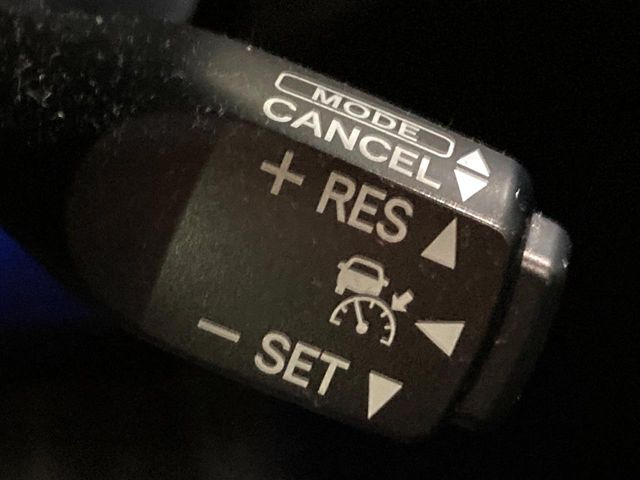 MODE
CANCEL
+ RES
- SET